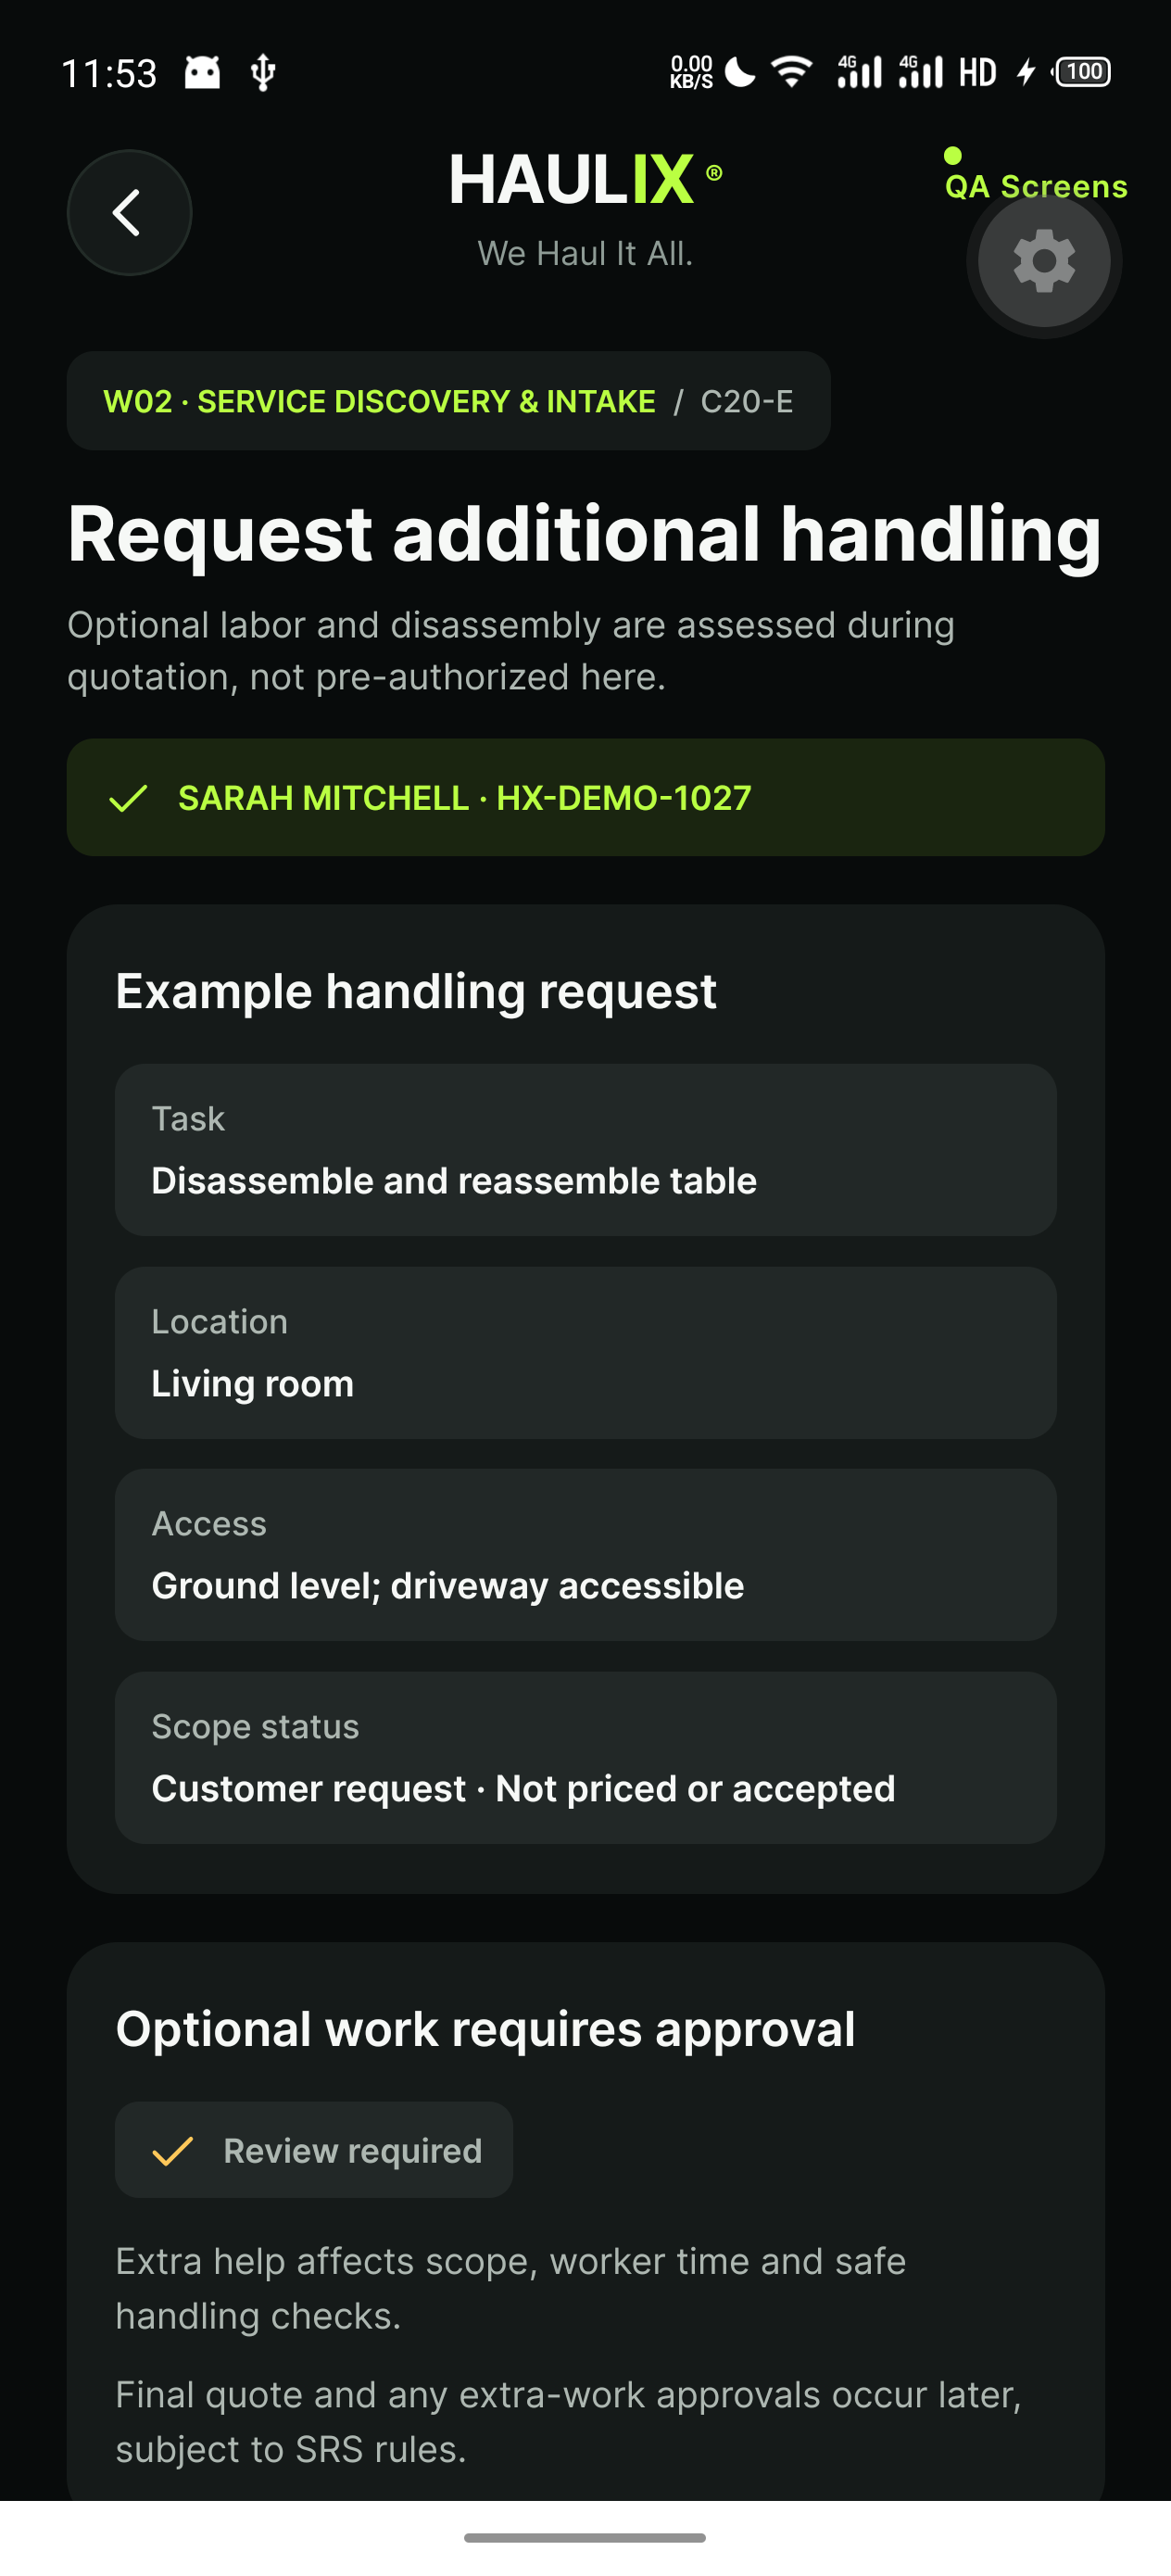 11:53
0.00
KB/S
4G
4G
HD
100
HAULIX ®
We Haul It All.
QA Screens
W02 · SERVICE DISCOVERY & INTAKE / C20-E
Request additional handling
Optional labor and disassembly are assessed during
quotation, not pre-authorized here.
SARAH MITCHELL · HX-DEMO-1027
Example handling request
Task
Disassemble and reassemble table
Location
Living room
Access
Ground level; driveway accessible
Scope status
Customer request · Not priced or accepted
Optional work requires approval
Review required
Extra help affects scope, worker time and safe
handling checks.
Final quote and any extra-work approvals occur later,
subject to SRS rules.